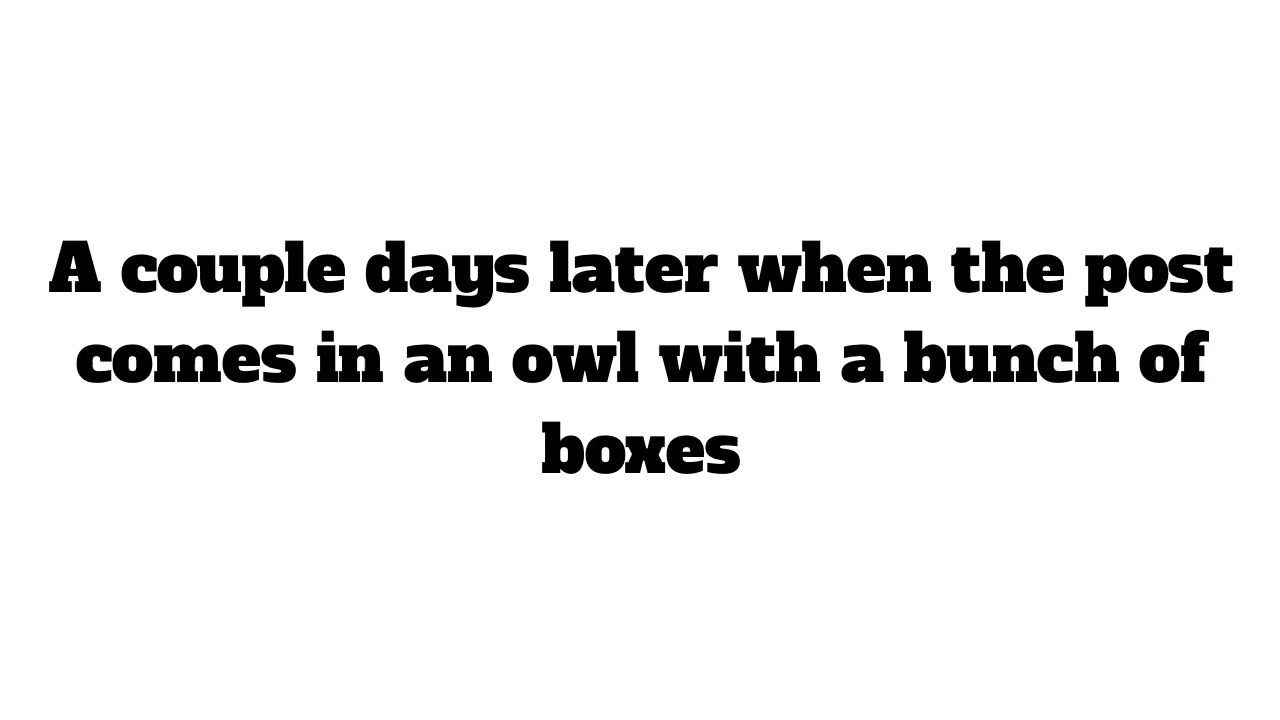 A couple days later when the post
comes in an owl with a bunch of
boxes